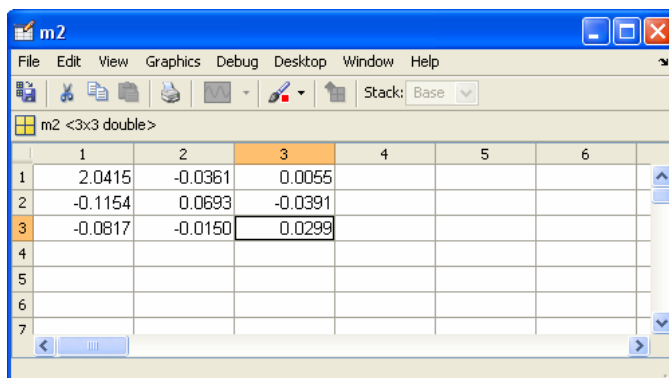 m2
File Edit View Graphics Debug Desktop Window Help
Stack: Base
m2 <3x3 double>
1 2 3 4 5 6
1 2.0415 -0.0361 0.0055
2 -0.1154 0.0693 -0.0391
3 -0.0817 -0.0150 0.0299
4
5
6
7